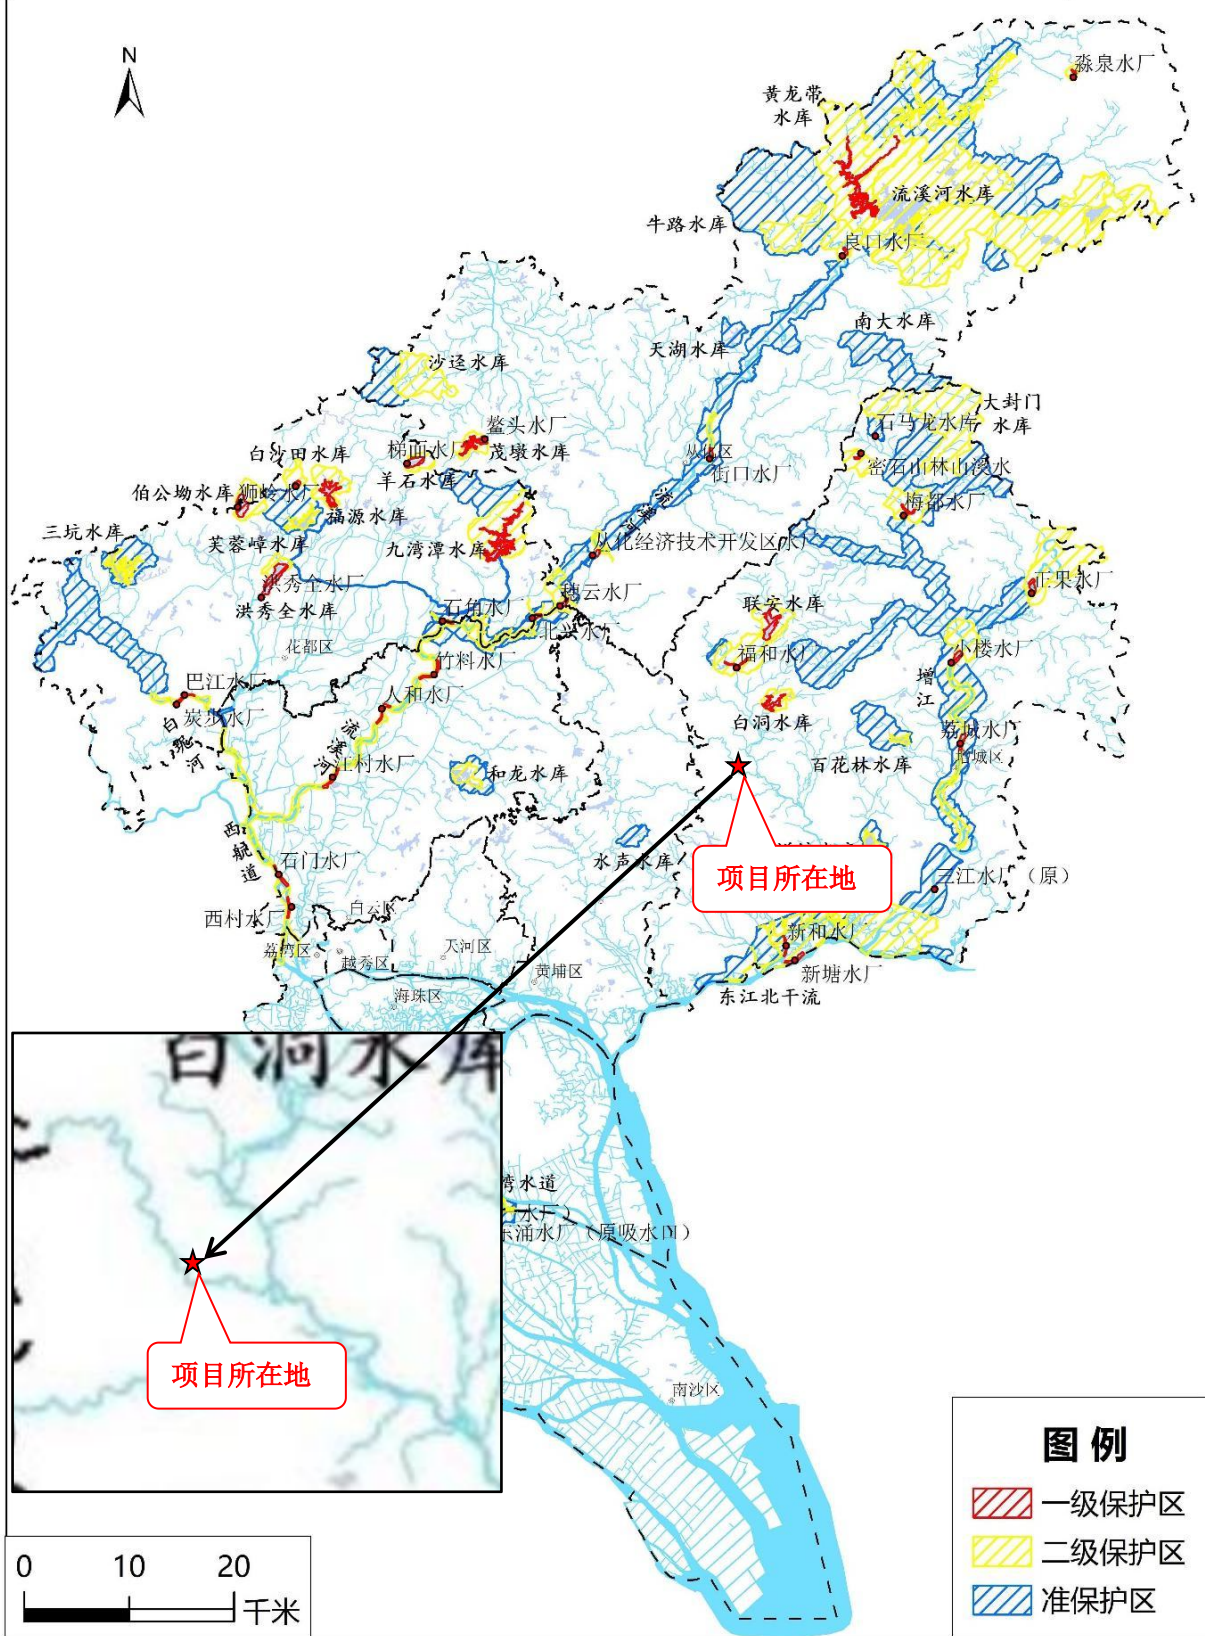 N
淼泉水厂
黄龙带
水库
流溪河水库
牛路水库
良口水厂
南大水库
天湖水库
沙迳水库
大封门
水库
石马龙水库
鳌头水厂
梯面水厂
茂墩水库
白沙田水库
羊石水库
从化区
街口水厂
密石山林山溪水
伯公坳水库
狮岭水厂
福源水库
梅都水厂
流溪河
三坑水库
芙蓉嶂水库
九湾潭水库
从化经济技术开发区水厂
洪秀全水厂
正果水厂
穗云水厂
联安水库
洪秀全水库
石角水厂
北兴水厂
花都区
竹料水厂
福和水厂
小楼水厂
巴江水厂
人和水厂
增江
炭步水厂
白洞水库
白坭河
流溪河
荔城水厂
江村水厂
和龙水库
百花林水库
西航道
水声水库
石门水厂
项目所在地
三江水厂（原）
西村水厂
白云区
新和水厂
荔湾区
越秀区
天河区
黄埔区
新塘水厂
海珠区
东江北干流
白洞水库
湾水道
水厂）
东涌水厂（原吸水口）
项目所在地
南沙区
图例
一级保护区
二级保护区
准保护区
0 10 20
千米